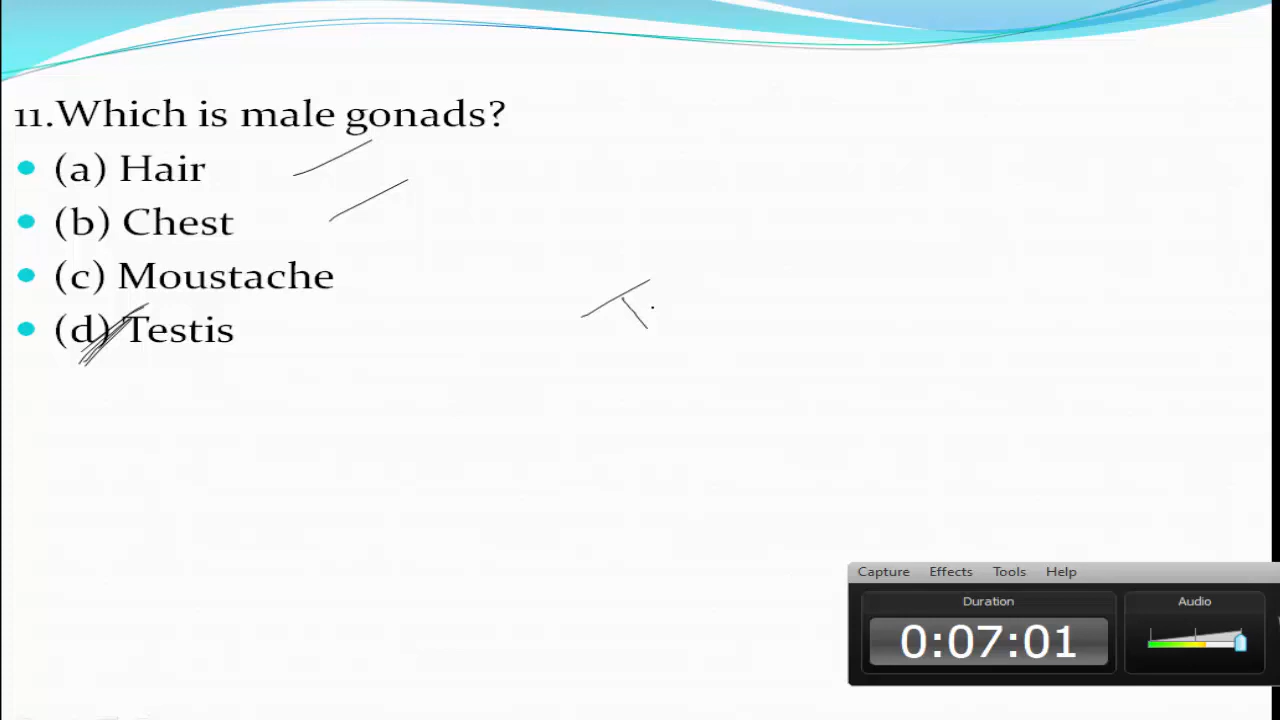 11.Which is male gonads?
(a) Hair
(b) Chest
(c) Moustache
(d) Testis
Capture Effects Tools Help
Duration Audio
0:07:01